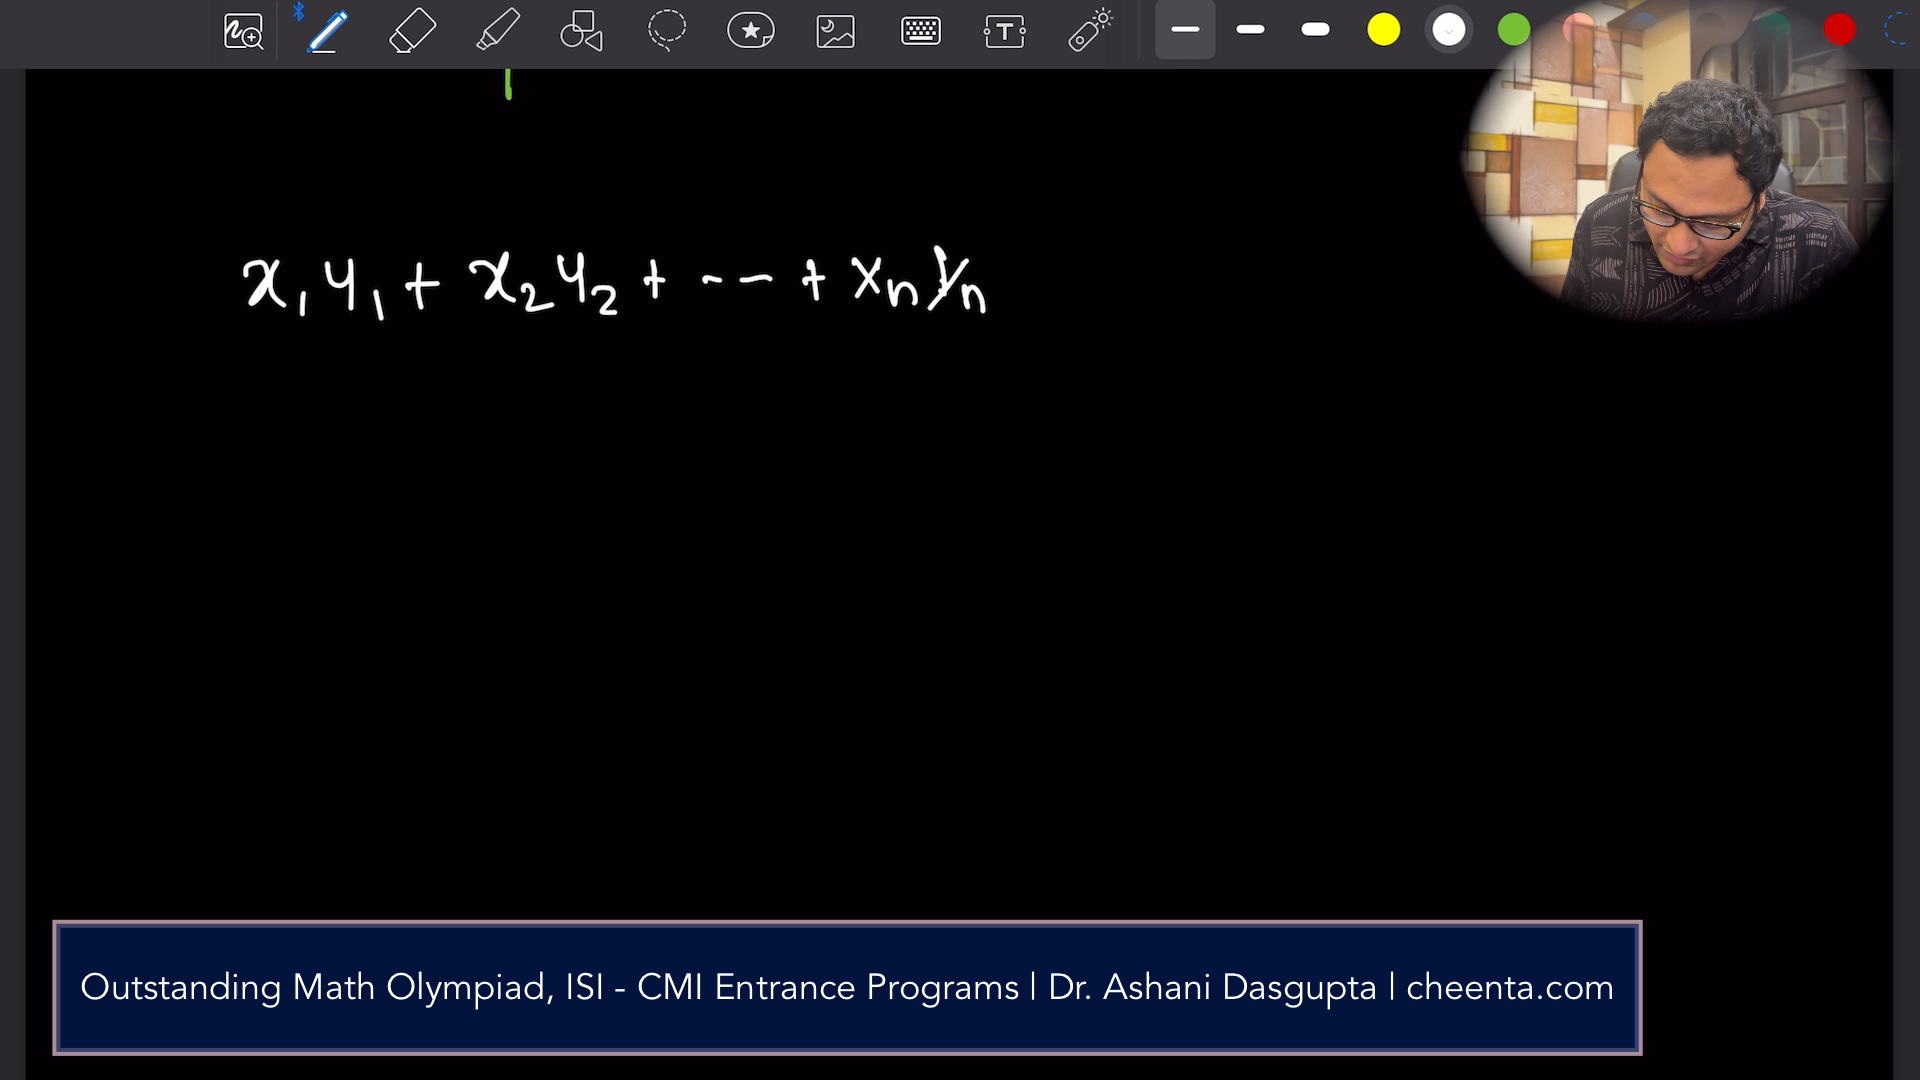 x₁y₁ + x₂y₂ + -- + xₙyₙ
Outstanding Math Olympiad, ISI - CMI Entrance Programs | Dr. Ashani Dasgupta | cheenta.com